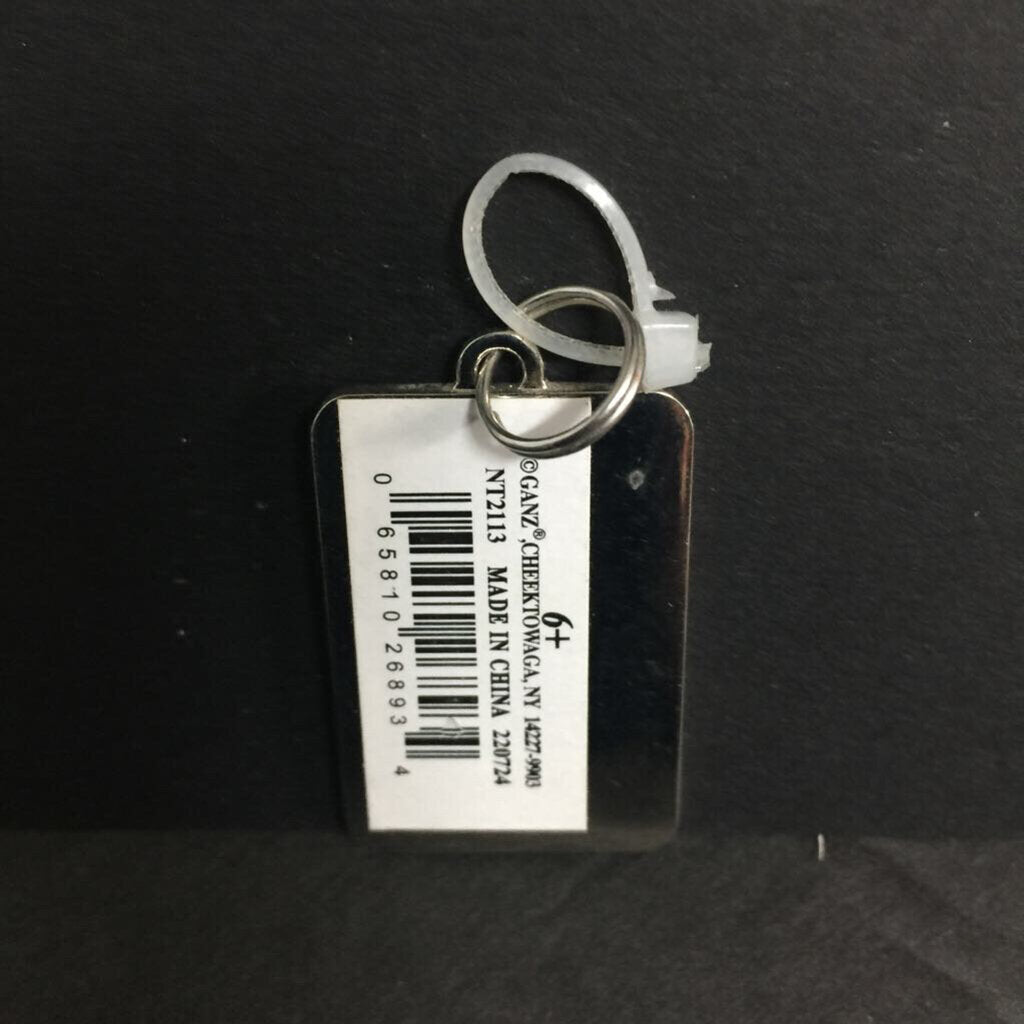 6+
©GANZ®,CHEEKTOWAGA, NY 14227-9903
NT2113 MADE IN CHINA 220724
0 65810 26893 4